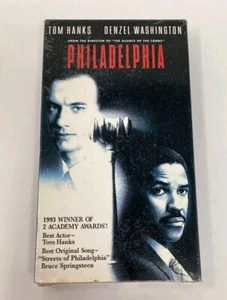 TOM HANKS DENZEL WASHINGTON
FROM THE DIRECTOR OF "THE SILENCE OF THE LAMBS"
PHILADELPHIA
1993 WINNER OF
2 ACADEMY AWARDS!
Best Actor–
Tom Hanks
Best Original Song–
"Streets of Philadelphia"
Bruce Springsteen